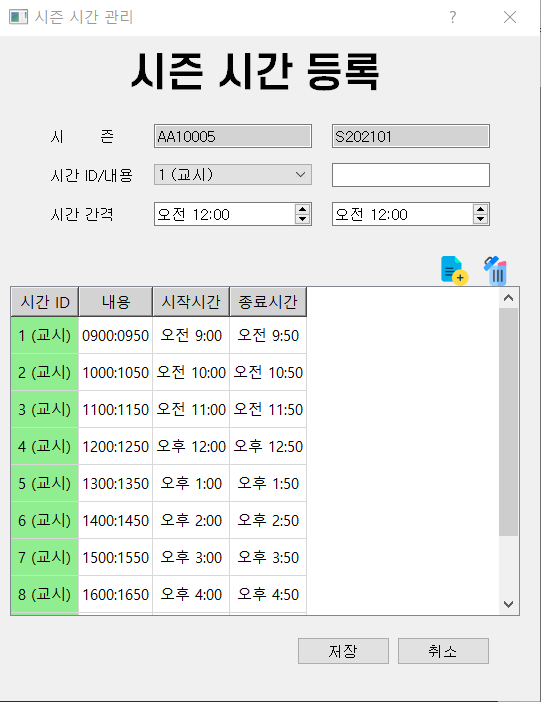 시즌 시간 관리
시즌 시간 등록
시 즌 AA10005 S202101
시간 ID/내용 1 (교시)
시간 간격 오전 12:00 오전 12:00
시간 ID 내용 시작시간 종료시간
1 (교시) 0900:0950 오전 9:00 오전 9:50
2 (교시) 1000:1050 오전 10:00 오전 10:50
3 (교시) 1100:1150 오전 11:00 오전 11:50
4 (교시) 1200:1250 오후 12:00 오후 12:50
5 (교시) 1300:1350 오후 1:00 오후 1:50
6 (교시) 1400:1450 오후 2:00 오후 2:50
7 (교시) 1500:1550 오후 3:00 오후 3:50
8 (교시) 1600:1650 오후 4:00 오후 4:50
저장 취소